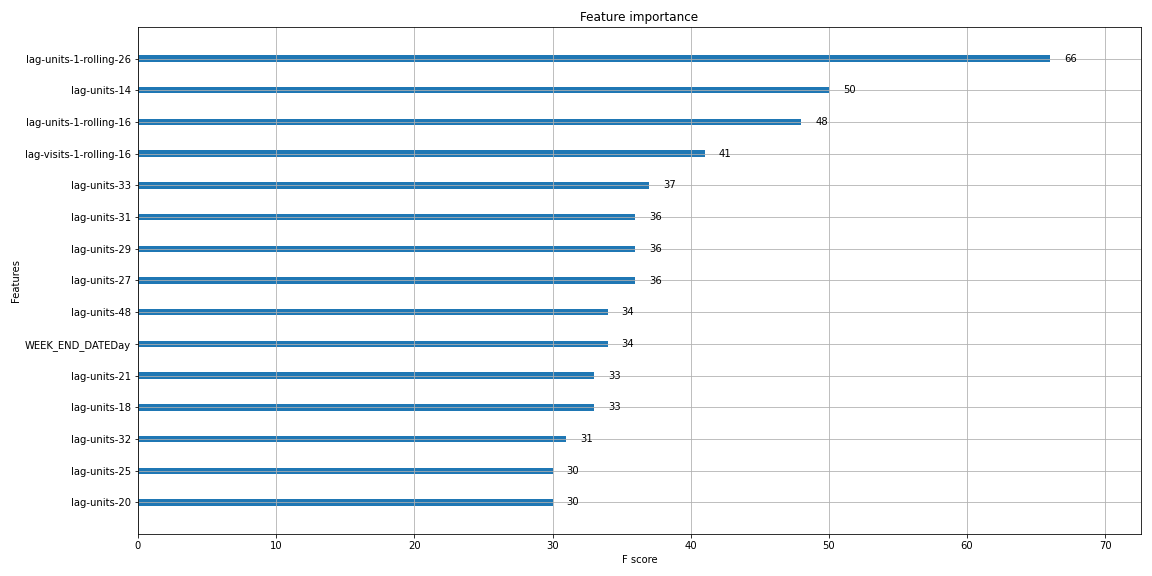 Feature importance
lag-units-1-rolling-26 66
lag-units-14 50
lag-units-1-rolling-16 48
lag-visits-1-rolling-16 41
lag-units-33 37
lag-units-31 36
lag-units-29 36
lag-units-27 36
lag-units-48 34
WEEK_END_DATEDay 34
lag-units-21 33
lag-units-18 33
lag-units-32 31
lag-units-25 30
lag-units-20 30
Features
0 10 20 30 40 50 60 70
F score